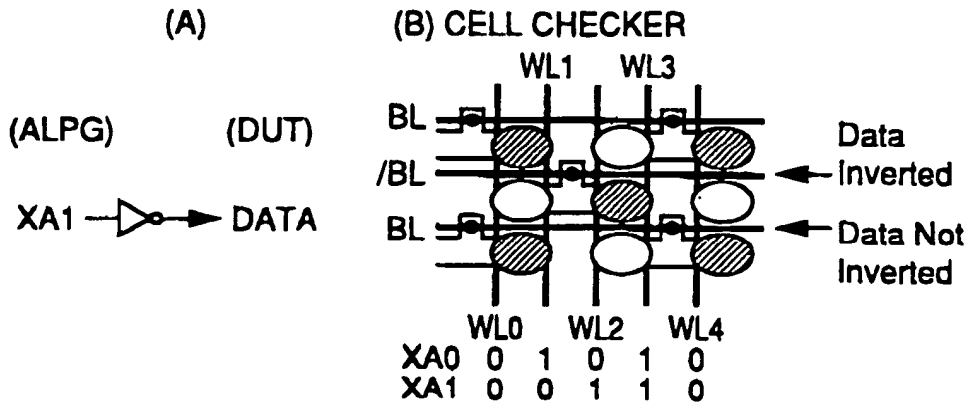 (A)
(B) CELL CHECKER
WL1 WL3
(ALPG) (DUT)
XA1 DATA
BL
/BL
BL
Data
Inverted
Data Not
Inverted
WL0 WL2 WL4
XA0 0 1 0 1 0
XA1 0 0 1 1 0